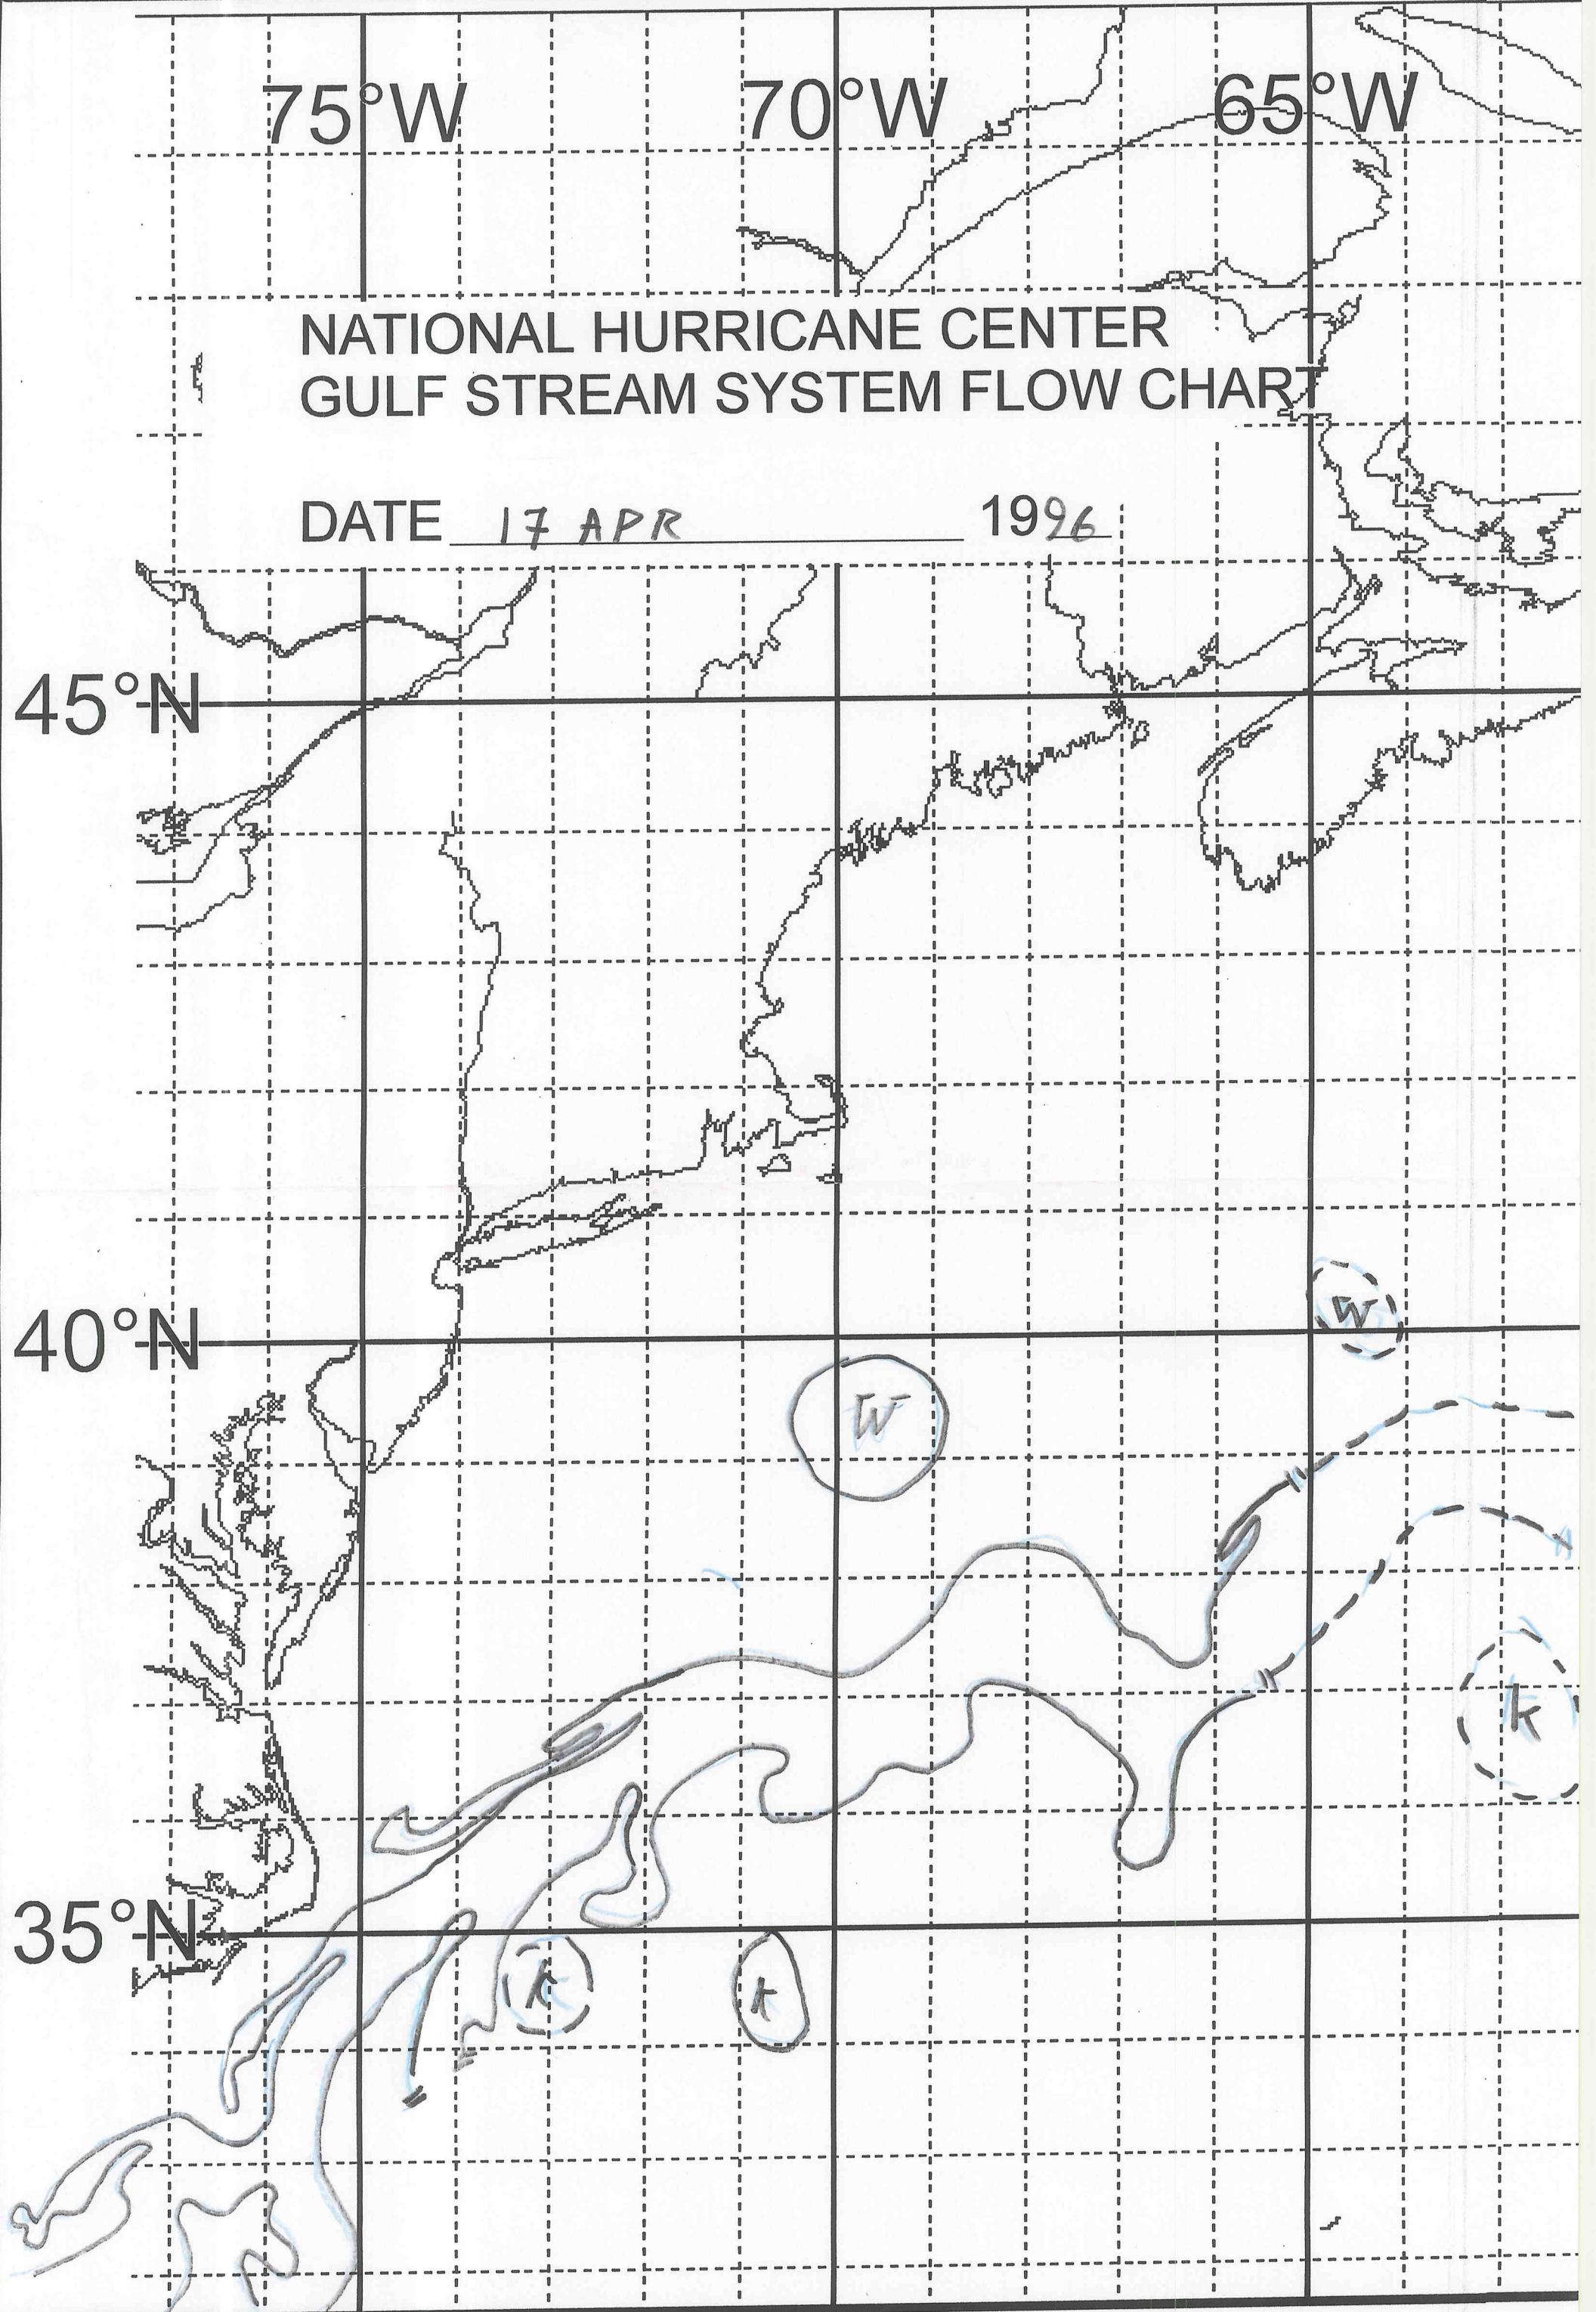 75°W 70°W 65°W
NATIONAL HURRICANE CENTER
GULF STREAM SYSTEM FLOW CHART
DATE 17 APR 1996
45°N
40°N
W
W
K
35°N
K
K